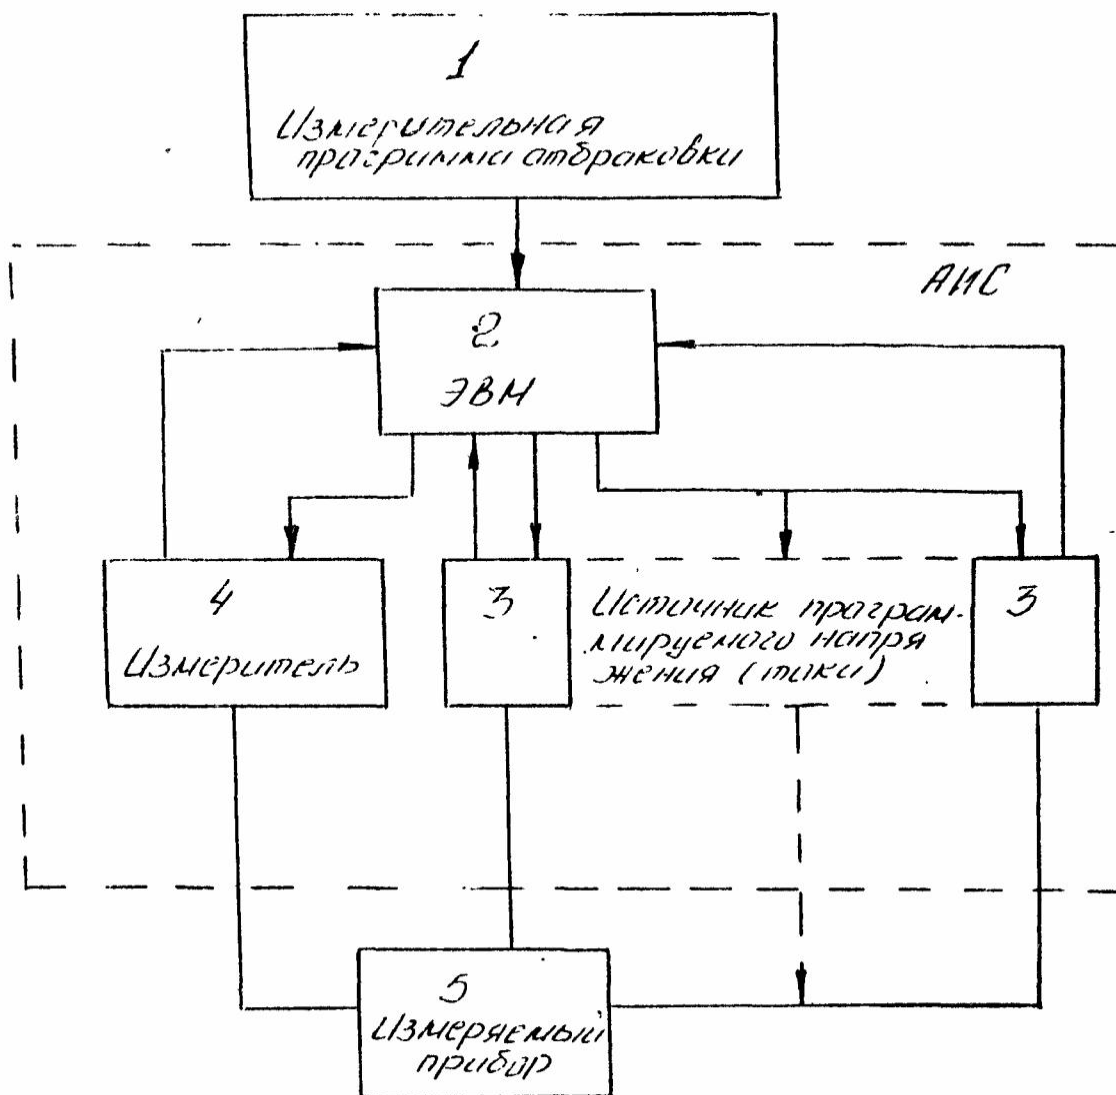 1
Измерительная
программа отбраковки
АИС
2
ЭВМ
4
Измеритель
3
Источник програм-
мируемого напря
жения (тока)
3
5
Измеряемый
прибор